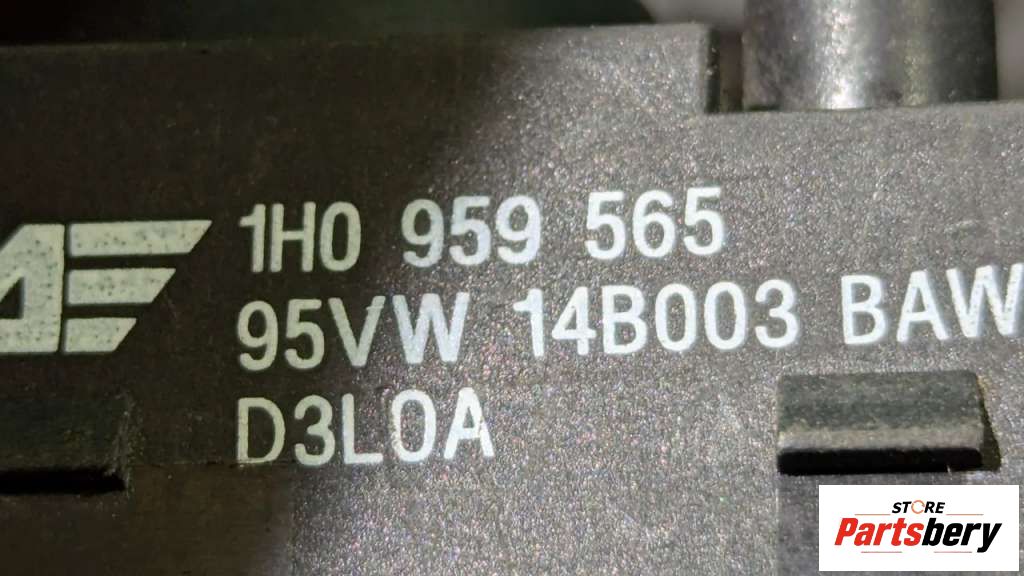 1H0 959 565
95VW 14B003 BAW
D3L0A
STORE
Partsbery